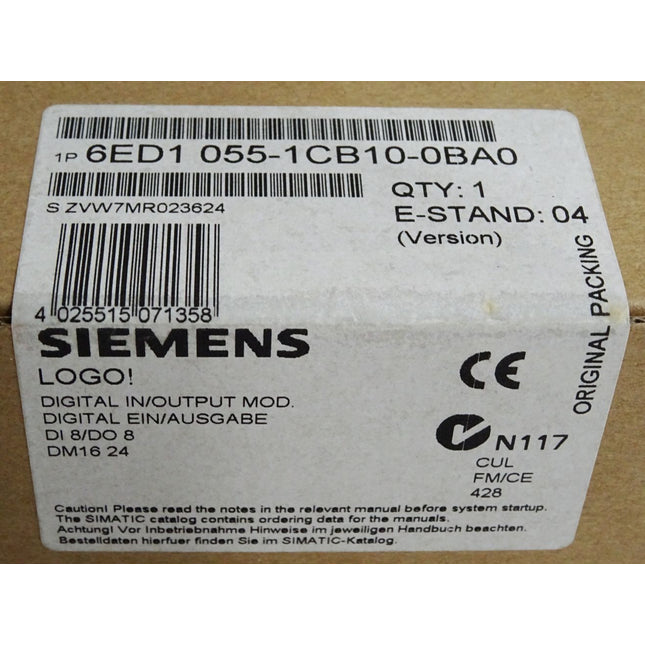 1P 6ED1 055-1CB10-0BA0
S ZVW7MR023624
QTY: 1
E-STAND: 04
(Version)
4 025515 071358
SIEMENS
LOGO!
DIGITAL IN/OUTPUT MOD.
DIGITAL EIN/AUSGABE
DI 8/DO 8
DM16 24
CE
N117
CUL
FM/CE
428
ORIGINAL PACKING
Caution! Please read the notes in the relevant manual before system startup.
The SIMATIC catalog contains ordering data for the manuals.
Achtung! Vor Inbetriebnahme Hinweise im jeweiligen Handbuch beachten.
Bestelldaten hierfuer finden Sie im SIMATIC-Katalog.